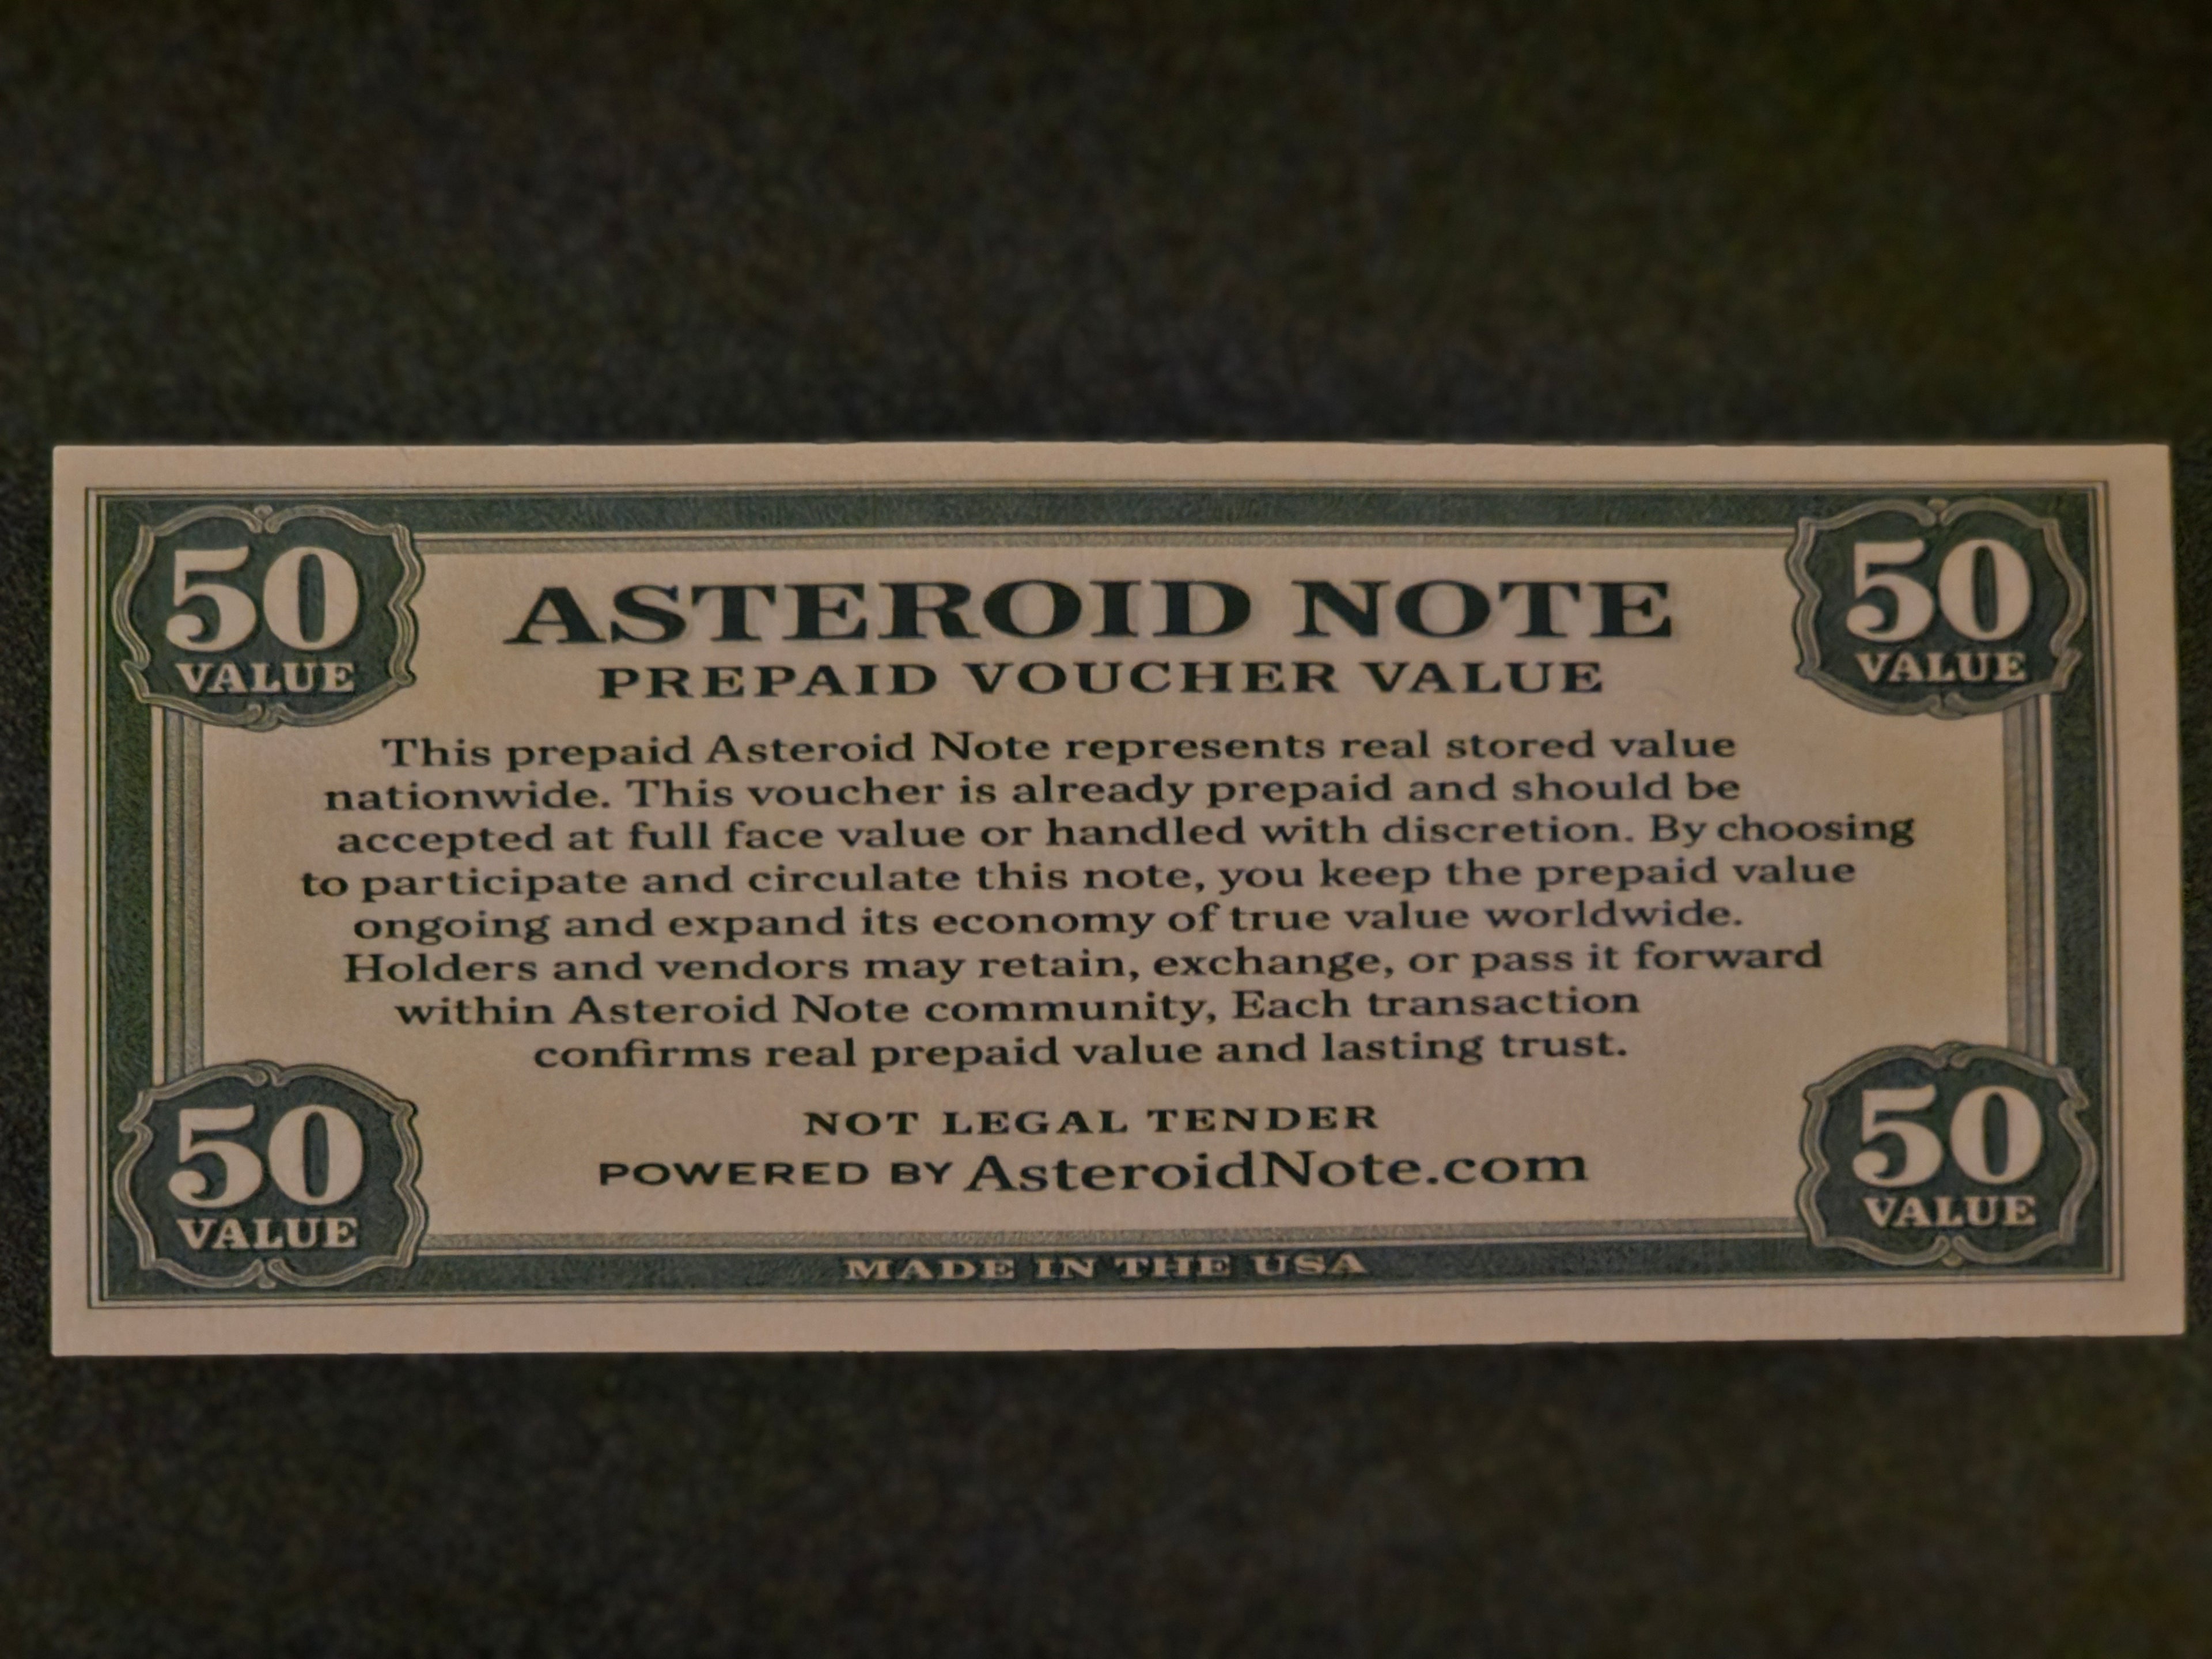 50
VALUE
50
VALUE
ASTEROID NOTE
PREPAID VOUCHER VALUE
This prepaid Asteroid Note represents real stored value
nationwide. This voucher is already prepaid and should be
accepted at full face value or handled with discretion. By choosing
to participate and circulate this note, you keep the prepaid value
ongoing and expand its economy of true value worldwide.
Holders and vendors may retain, exchange, or pass it forward
within Asteroid Note community, Each transaction
confirms real prepaid value and lasting trust.
NOT LEGAL TENDER
POWERED BY AsteroidNote.com
50
VALUE
50
VALUE
MADE IN THE USA